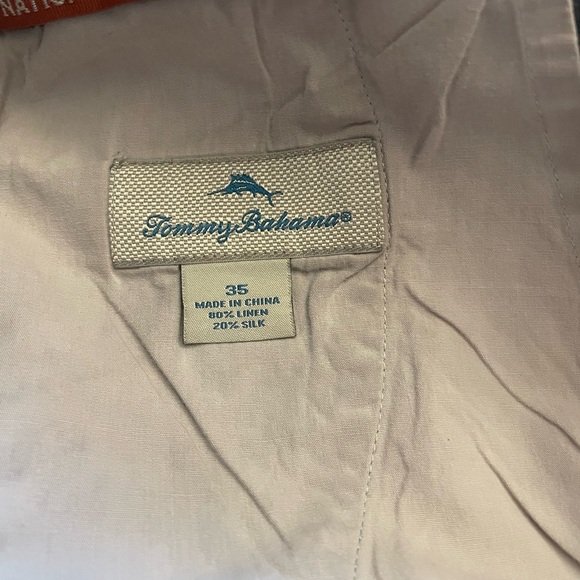 Tommy Bahama®
35
MADE IN CHINA
80% LINEN
20% SILK